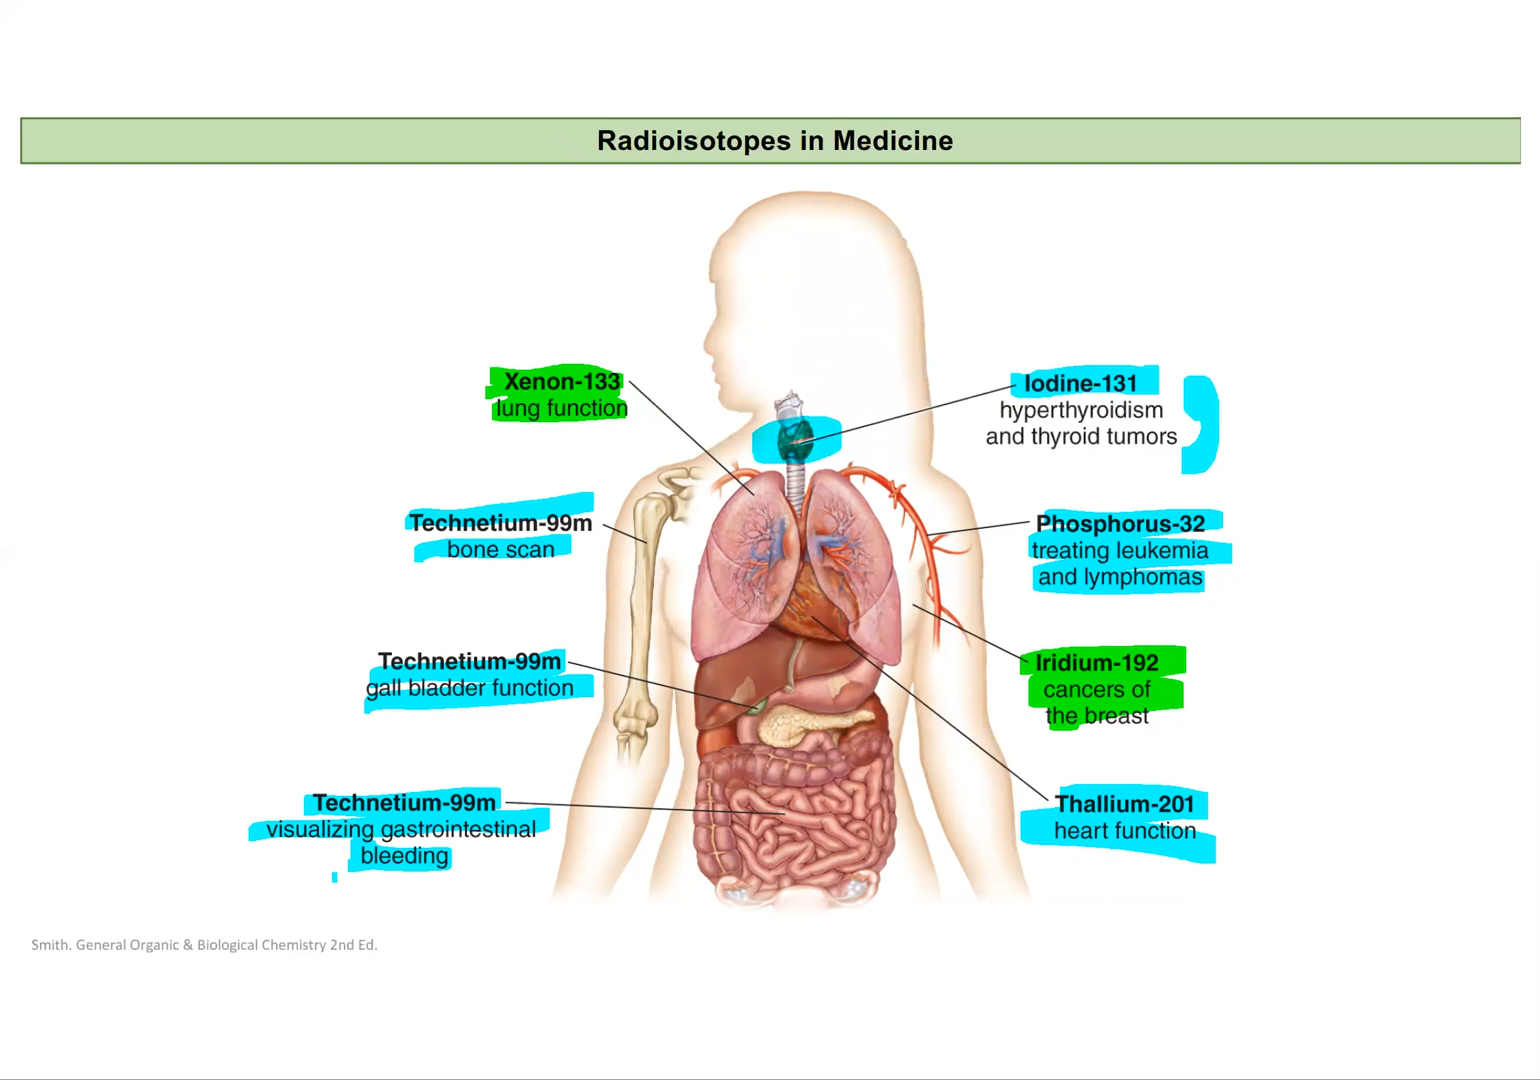 Radioisotopes in Medicine
Xenon-133
lung function
Iodine-131
hyperthyroidism
and thyroid tumors
Technetium-99m
bone scan
Phosphorus-32
treating leukemia
and lymphomas
Technetium-99m
gall bladder function
Iridium-192
cancers of
the breast
Technetium-99m
visualizing gastrointestinal
bleeding
Thallium-201
heart function
Smith. General Organic & Biological Chemistry 2nd Ed.